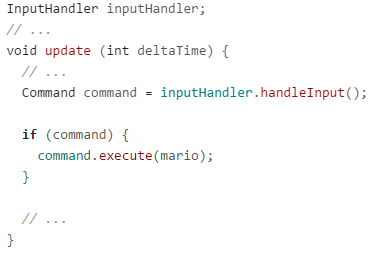 InputHandler inputHandler;
// ...
void update (int deltaTime) {
  // ...
  Command command = inputHandler.handleInput();

  if (command) {
    command.execute(mario);
  }

  // ...
}